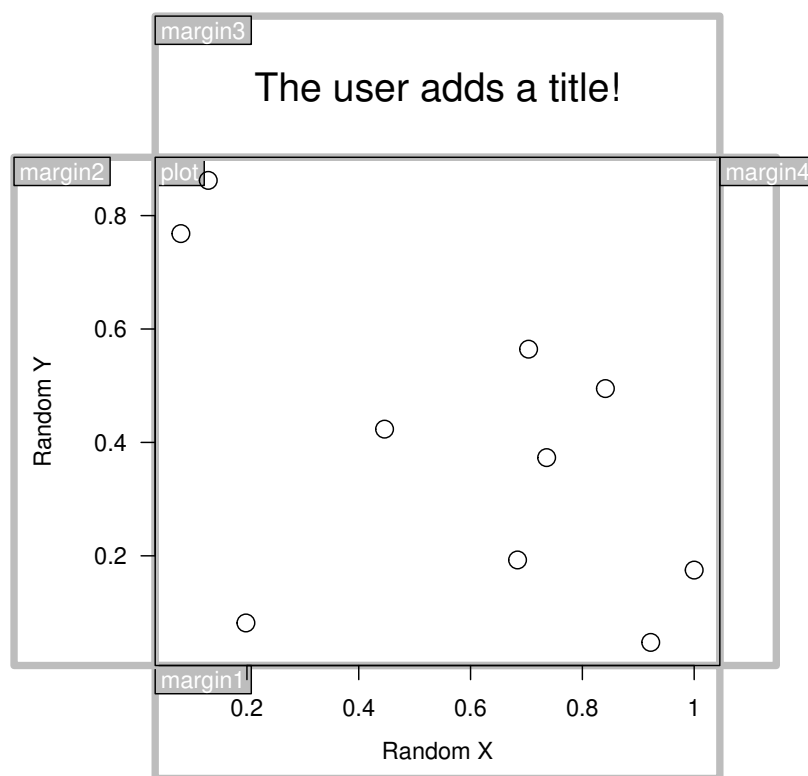 margin3
The user adds a title!
margin2
plot
margin4
0.8
0.6
0.4
0.2
Random Y
margin1
0.2 0.4 0.6 0.8 1
Random X